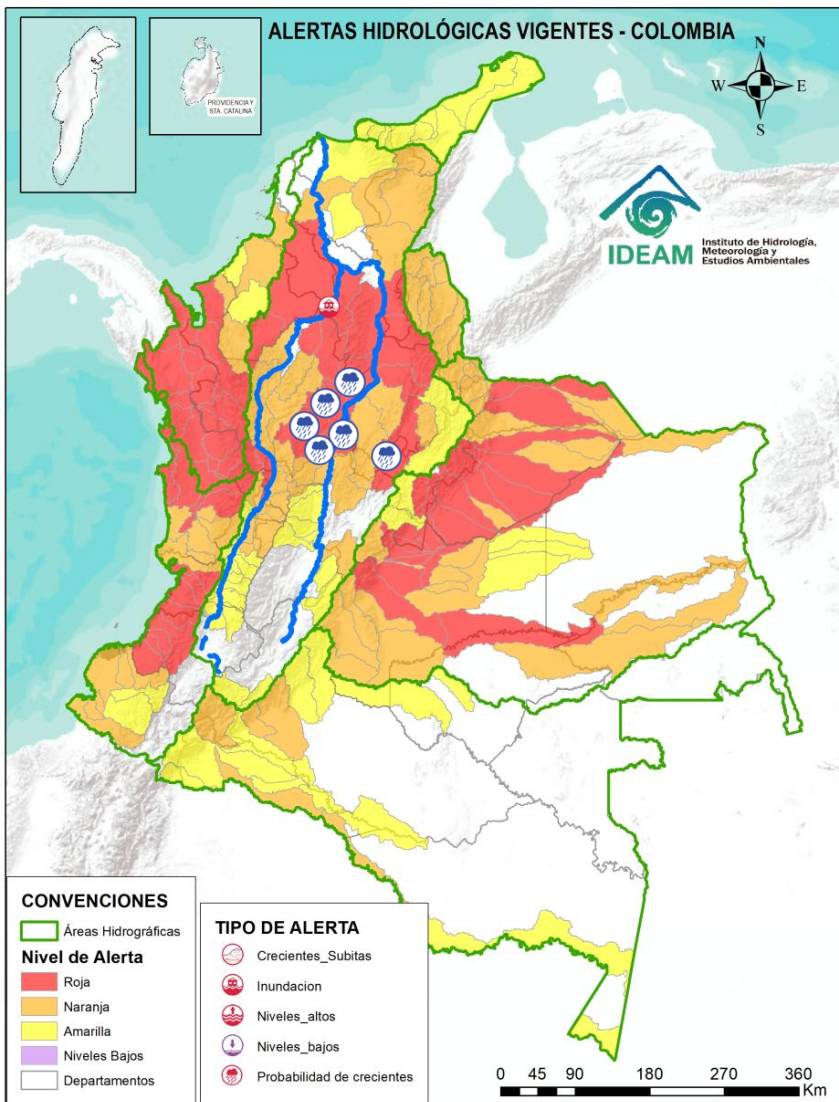 ALERTAS HIDROLÓGICAS VIGENTES - COLOMBIA
PROVIDENCIA Y
STA. CATALINA
N
W E
S
IDEAM
Instituto de Hidrología,
Meteorología y
Estudios Ambientales
CONVENCIONES
Áreas Hidrográficas
Nivel de Alerta
Roja
Naranja
Amarilla
Niveles Bajos
Departamentos
TIPO DE ALERTA
Crecientes_Subitas
Inundacion
Niveles_altos
Niveles_bajos
Probabilidad de crecientes
0 45 90 180 270 360
Km